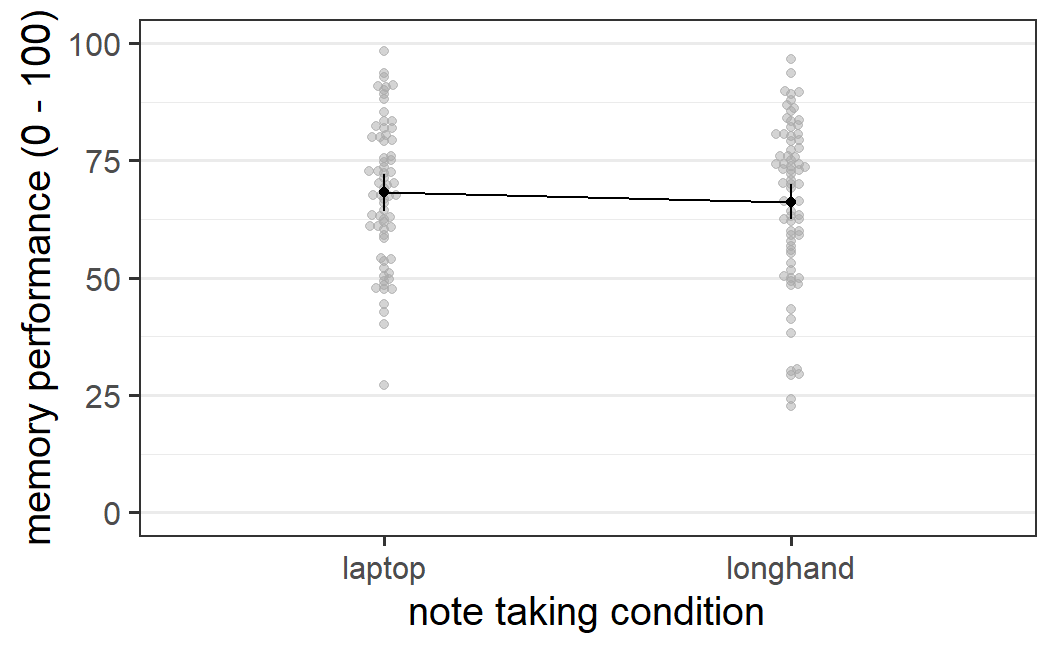 memory performance (0 - 100)
100
75
50
25
0
laptop longhand
note taking condition